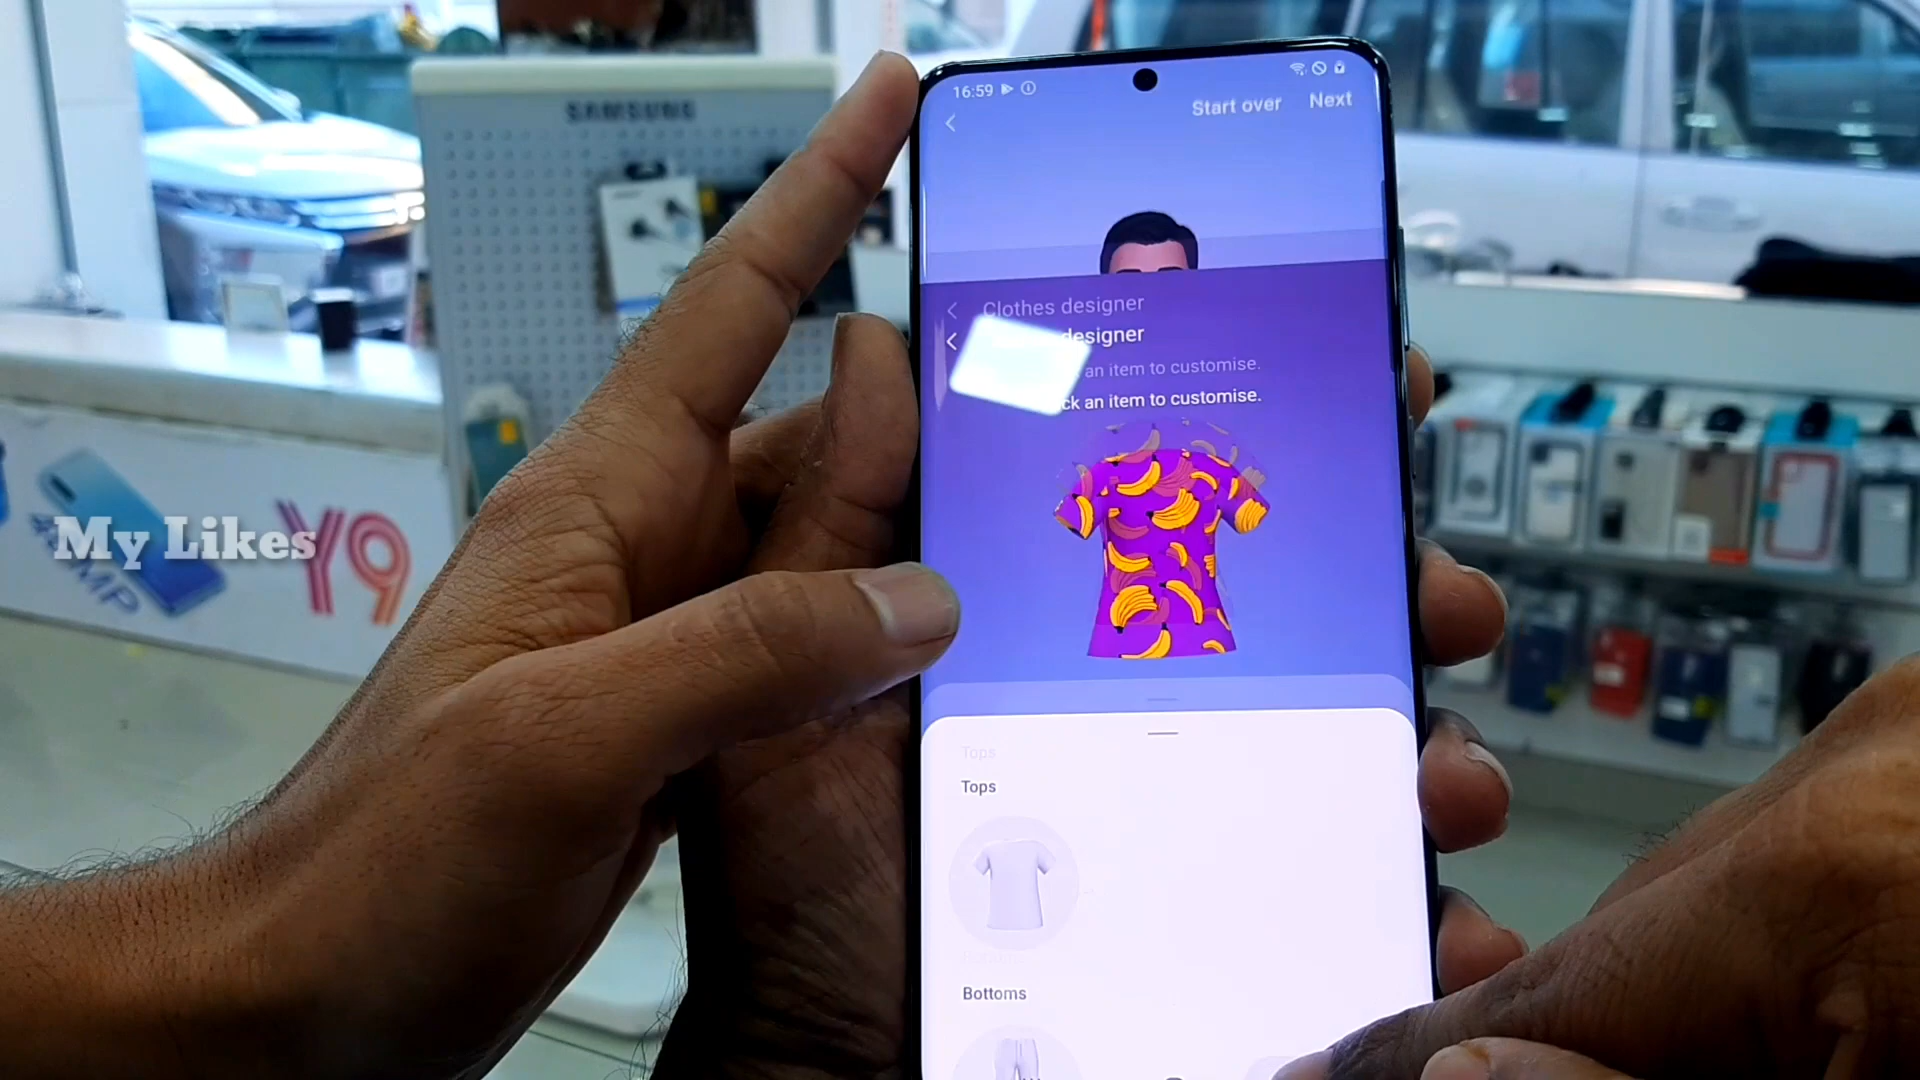 SAMSUNG
16:59
Start over
Next
Clothes designer
designer
an item to customise.
ck an item to customise.
My Likes
Y9
48MP
Tops
Tops
Bottoms